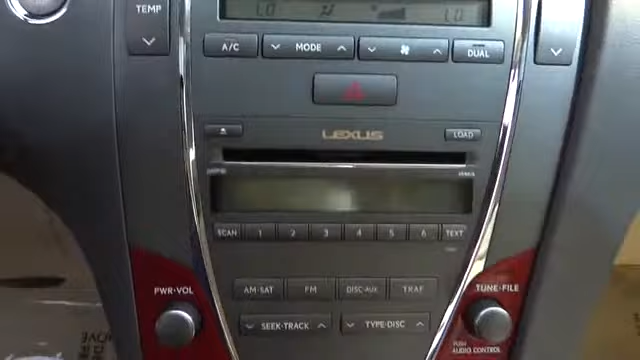 TEMP
A/C MODE DUAL
LEXUS
LOAD
SCAN 1 2 3 4 5 6 TEXT
AM·SAT FM DISC·AUX TRAF
PWR·VOL TUNE·FILE
SEEK·TRACK TYPE·DISC
PUSH
AUDIO CONTROL